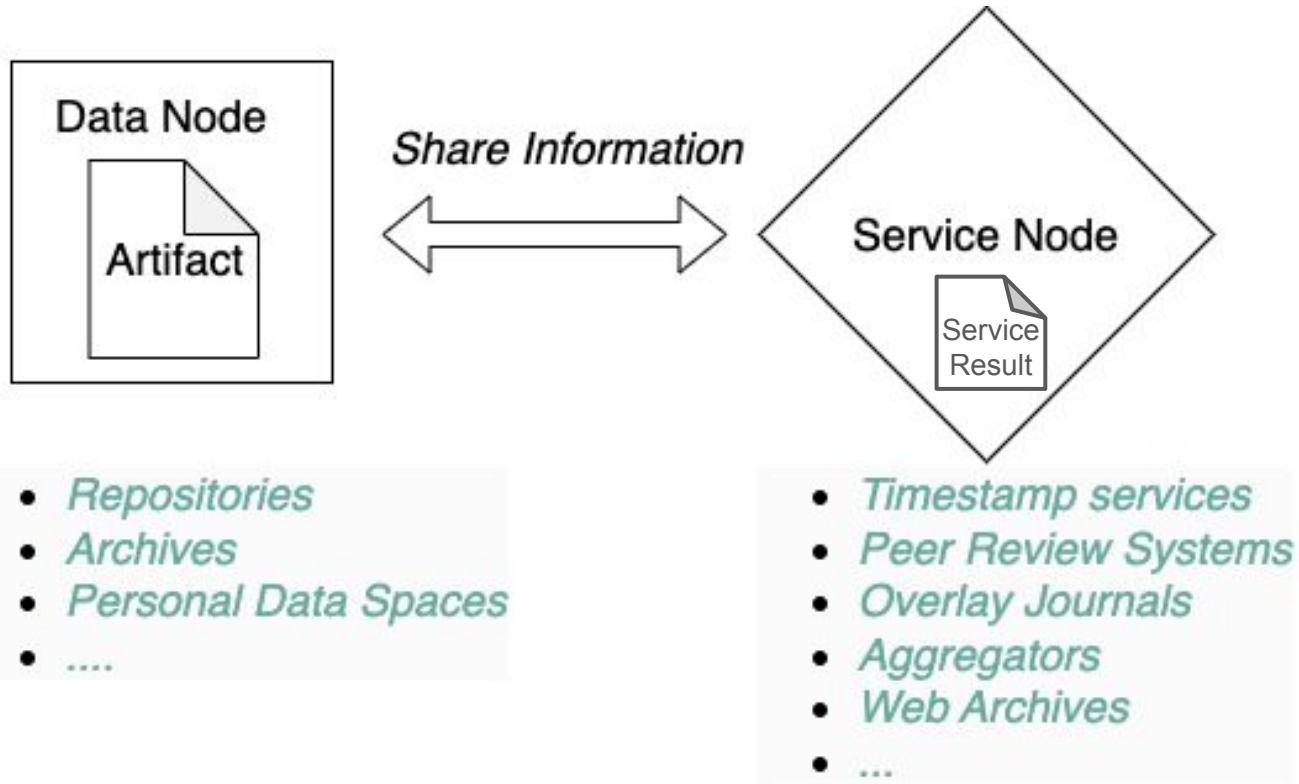 Data Node
Artifact
Share Information
Service Node
Service
Result
• Repositories
• Archives
• Personal Data Spaces
• ....
• Timestamp services
• Peer Review Systems
• Overlay Journals
• Aggregators
• Web Archives
• ...